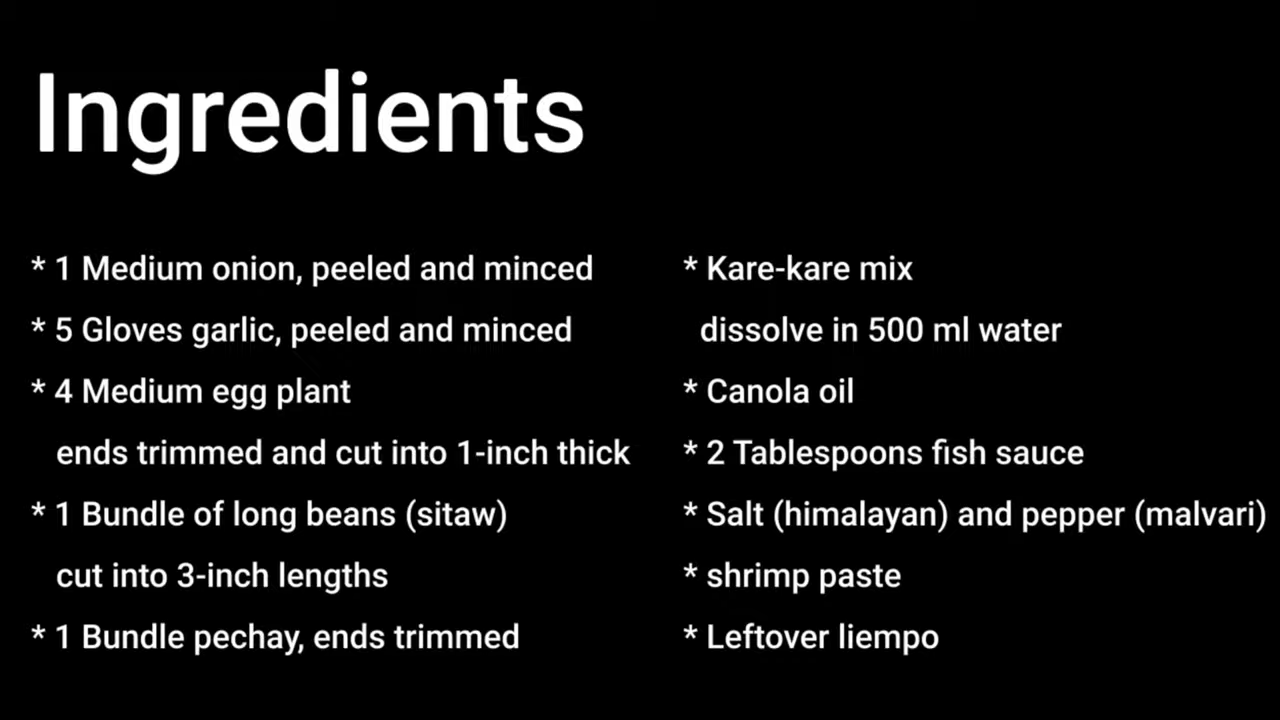 Ingredients
* 1 Medium onion, peeled and minced
* 5 Gloves garlic, peeled and minced
* 4 Medium egg plant
ends trimmed and cut into 1-inch thick
* 1 Bundle of long beans (sitaw)
cut into 3-inch lengths
* 1 Bundle pechay, ends trimmed
* Kare-kare mix
dissolve in 500 ml water
* Canola oil
* 2 Tablespoons fish sauce
* Salt (himalayan) and pepper (malvari)
* shrimp paste
* Leftover liempo